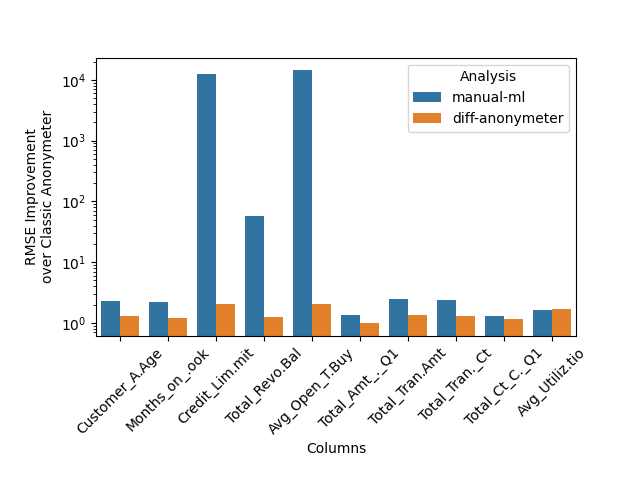 RMSE Improvement
over Classic Anonymeter
10^4
10^3
10^2
10^1
10^0
Analysis
manual-ml
diff-anonymeter
Customer_A.Age
Months_on_.ook
Credit_Lim.mit
Total_Revo.Bal
Avg_Open_T.Buy
Total_Amt_._Q1
Total_Tran.Amt
Total_Tran._Ct
Total_Ct_C._Q1
Avg_Utiliz.tio
Columns